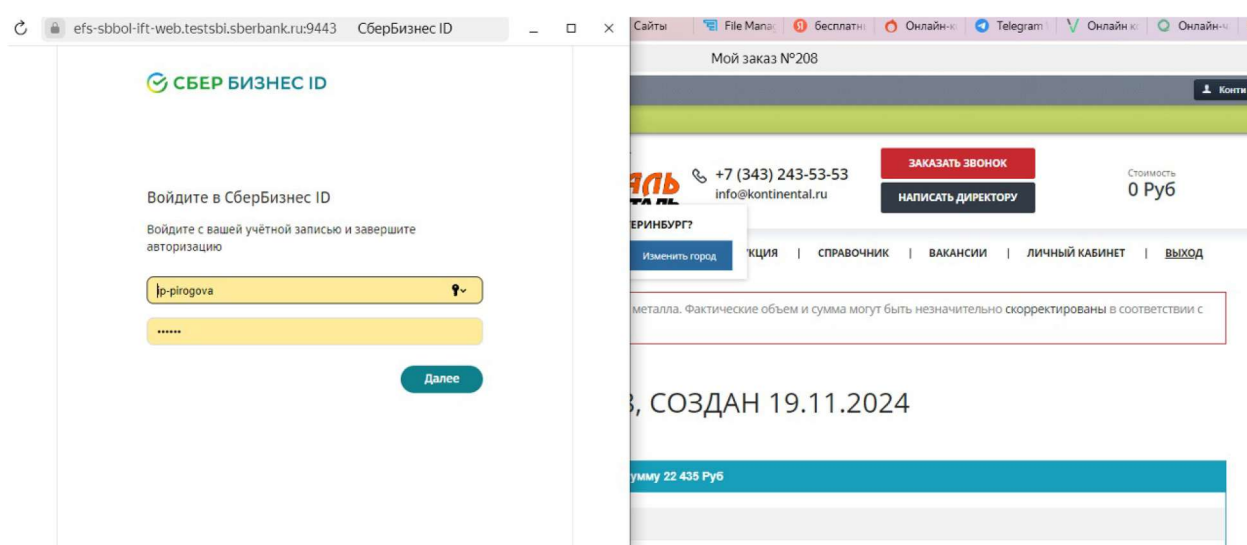 efs-sbbol-ift-web.testsbi.sberbank.ru:9443 СберБизнес ID
СБЕР БИЗНЕС ID
Войдите в СберБизнес ID
Войдите с вашей учётной записью и завершите
авторизацию
ip-pirogova
••••••
Далее
Сайты File Manag бесплатн Онлайн-к Telegram Онлайн к Онлайн-ч
Мой заказ №208
Конти
+7 (343) 243-53-53
info@kontinental.ru
ЗАКАЗАТЬ ЗВОНОК
НАПИСАТЬ ДИРЕКТОРУ
Стоимость
0 Руб
ЕРИНБУРГ?
Изменить город
КЦИЯ | СПРАВОЧНИК | ВАКАНСИИ | ЛИЧНЫЙ КАБИНЕТ | ВЫХОД
металла. Фактические объем и сумма могут быть незначительно скорректированы в соответствии с
, СОЗДАН 19.11.2024
умму 22 435 Руб